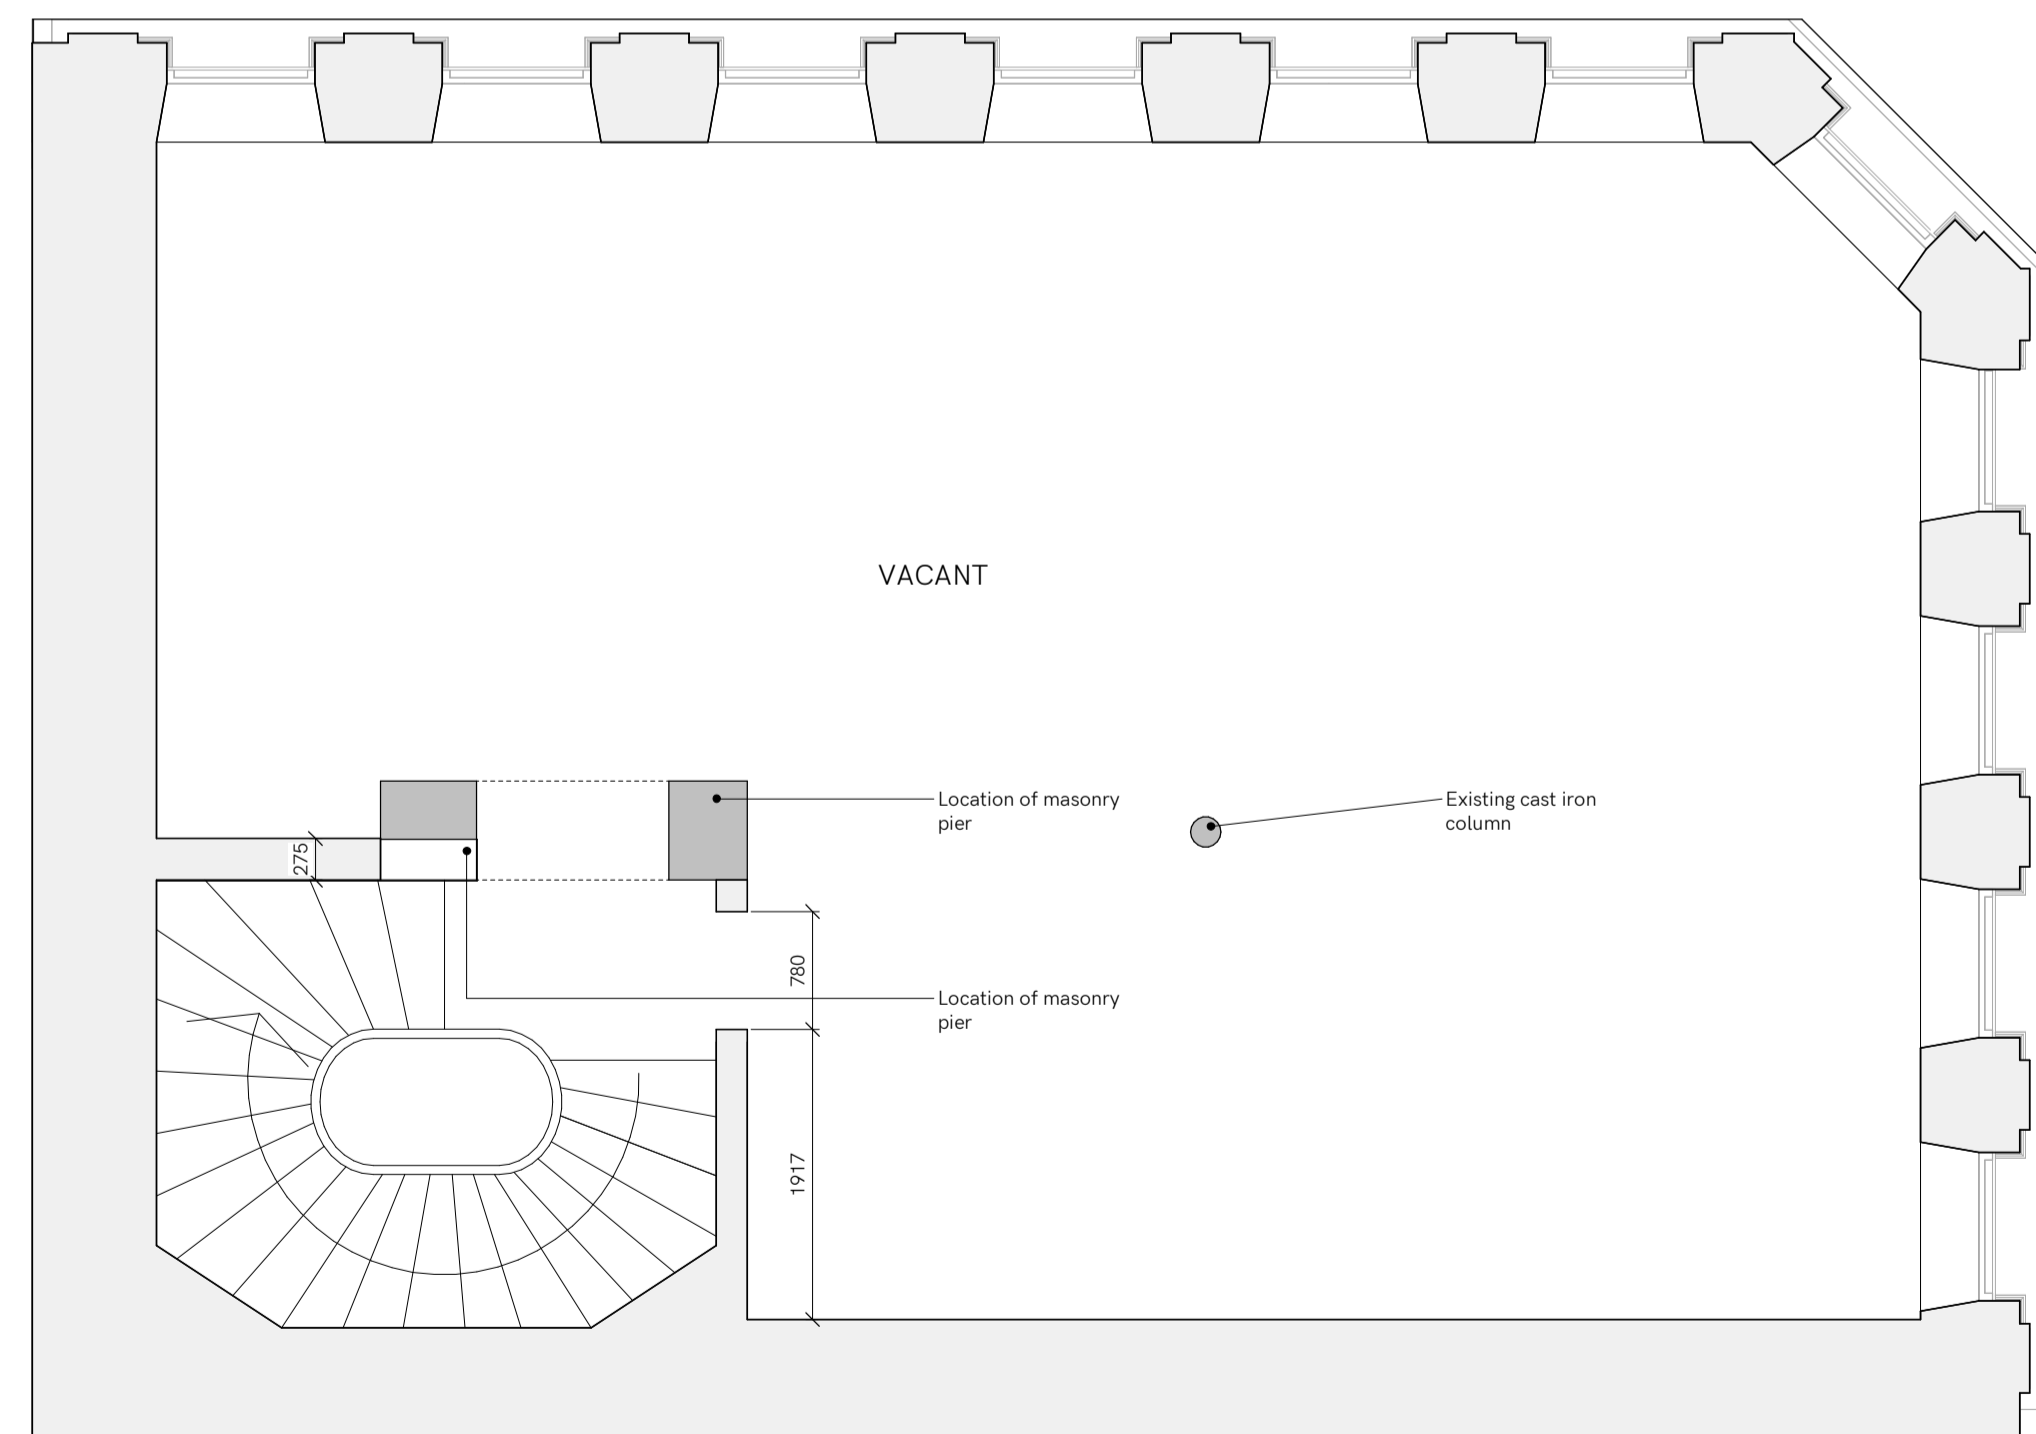 VACANT
Location of masonry
pier
Existing cast iron
column
275
780
Location of masonry
pier
1917